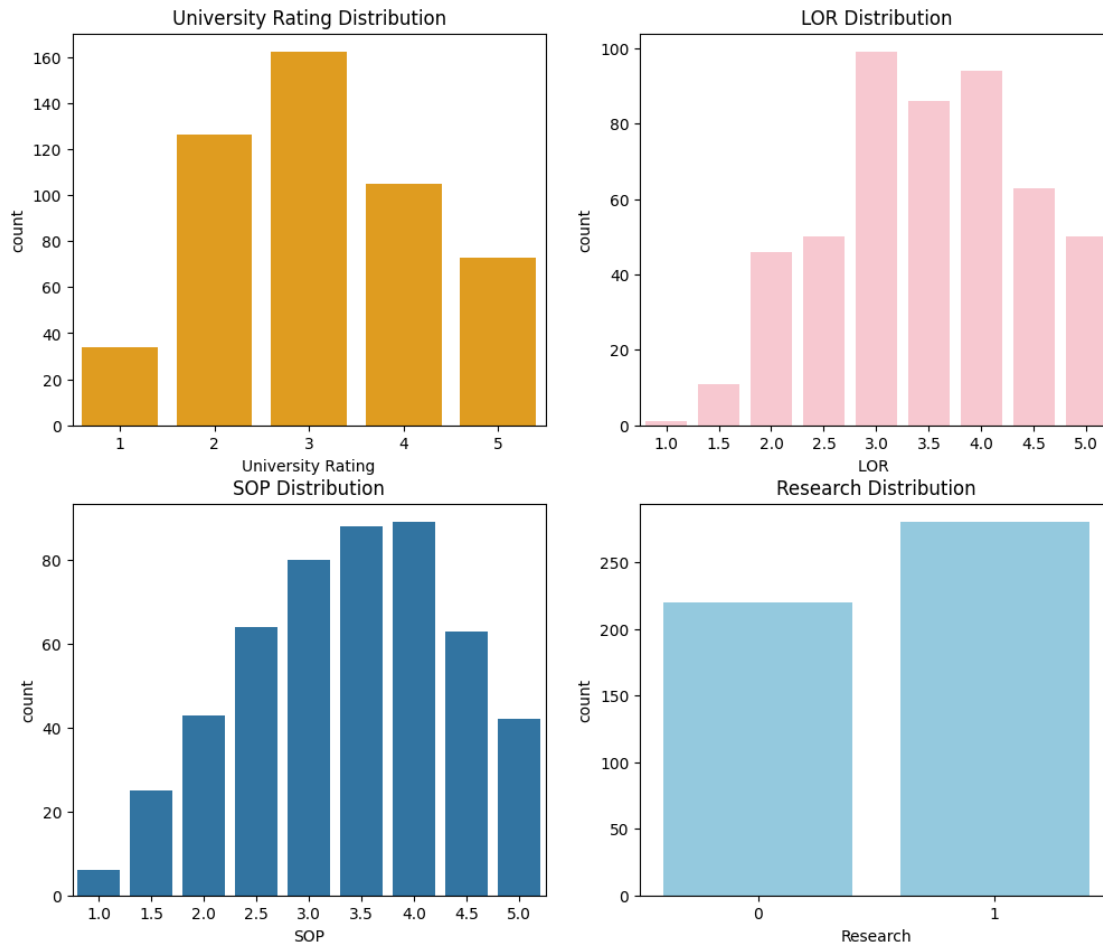 University Rating Distribution
160
140
120
100
80
60
40
20
0
count
1 2 3 4 5
University Rating
LOR Distribution
100
80
60
40
20
0
count
1.0 1.5 2.0 2.5 3.0 3.5 4.0 4.5 5.0
LOR
SOP Distribution
80
60
40
20
0
count
1.0 1.5 2.0 2.5 3.0 3.5 4.0 4.5 5.0
SOP
Research Distribution
250
200
150
100
50
0
count
0 1
Research